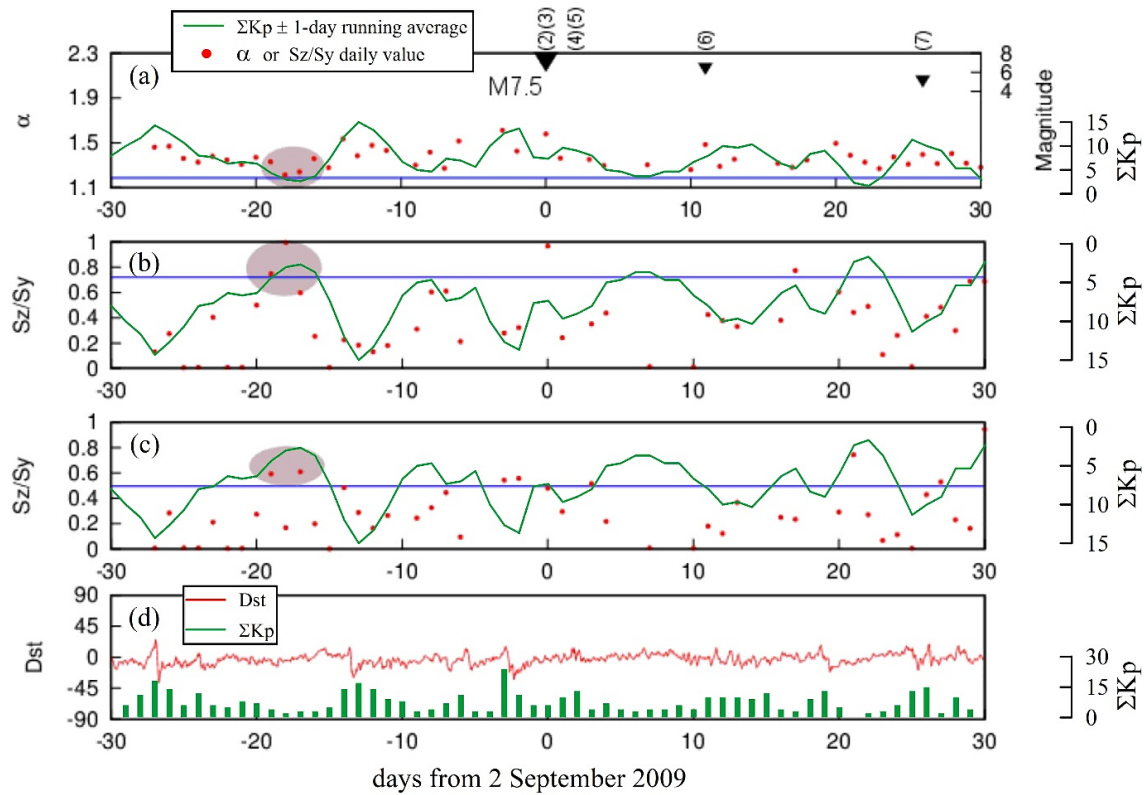 ΣKp ± 1-day running average
α or Sz/Sy daily value
(2)(3)
(4)(5)
(6)
(7)
(a)
M7.5
2.3
1.9
1.5
1.1
α
8
6
4
Magnitude
15
10
5
0
ΣKp
-30 -20 -10 0 10 20 30
(b)
1
0.8
0.6
0.4
0.2
0
Sz/Sy
0
5
10
15
ΣKp
-30 -20 -10 0 10 20 30
(c)
1
0.8
0.6
0.4
0.2
0
Sz/Sy
0
5
10
15
ΣKp
-30 -20 -10 0 10 20 30
(d)
Dst
ΣKp
90
45
0
-45
-90
Dst
30
15
0
ΣKp
-30 -20 -10 0 10 20 30
days from 2 September 2009